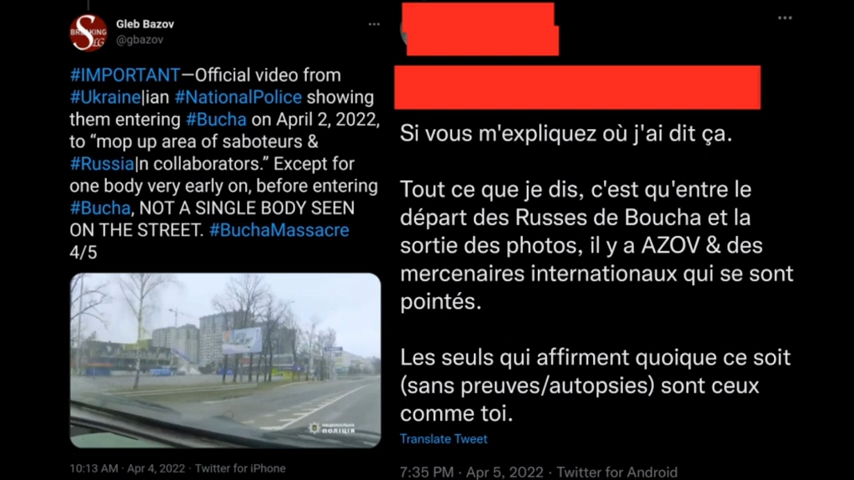 Gleb Bazov
@gbazov
#IMPORTANT—Official video from
#Ukraine|ian #NationalPolice showing
them entering #Bucha on April 2, 2022,
to “mop up area of saboteurs &
#Russia|n collaborators.” Except for
one body very early on, before entering
#Bucha, NOT A SINGLE BODY SEEN
ON THE STREET. #BuchaMassacre
4/5
ПОЛІЦІЯ
10:13 AM · Apr 4, 2022 · Twitter for iPhone
Si vous m'expliquez où j'ai dit ça.
Tout ce que je dis, c'est qu'entre le
départ des Russes de Boucha et la
sortie des photos, il y a AZOV & des
mercenaires internationaux qui se sont
pointés.
Les seuls qui affirment quoique ce soit
(sans preuves/autopsies) sont ceux
comme toi.
Translate Tweet
7:35 PM · Apr 5, 2022 · Twitter for Android